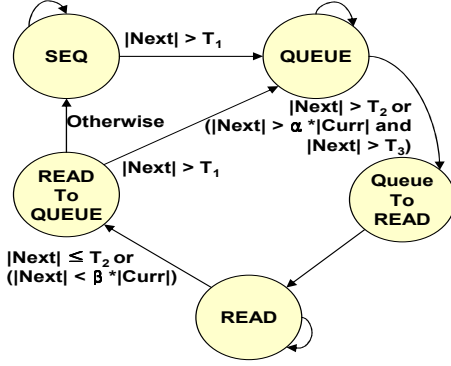 SEQ
|Next| > T1
QUEUE
|Next| > T2 or
(|Next| > α *|Curr| and
|Next| > T3)
Otherwise
|Next| > T1
READ
To
QUEUE
Queue
To
READ
|Next| ≤ T2 or
(|Next| < β *|Curr|)
READ